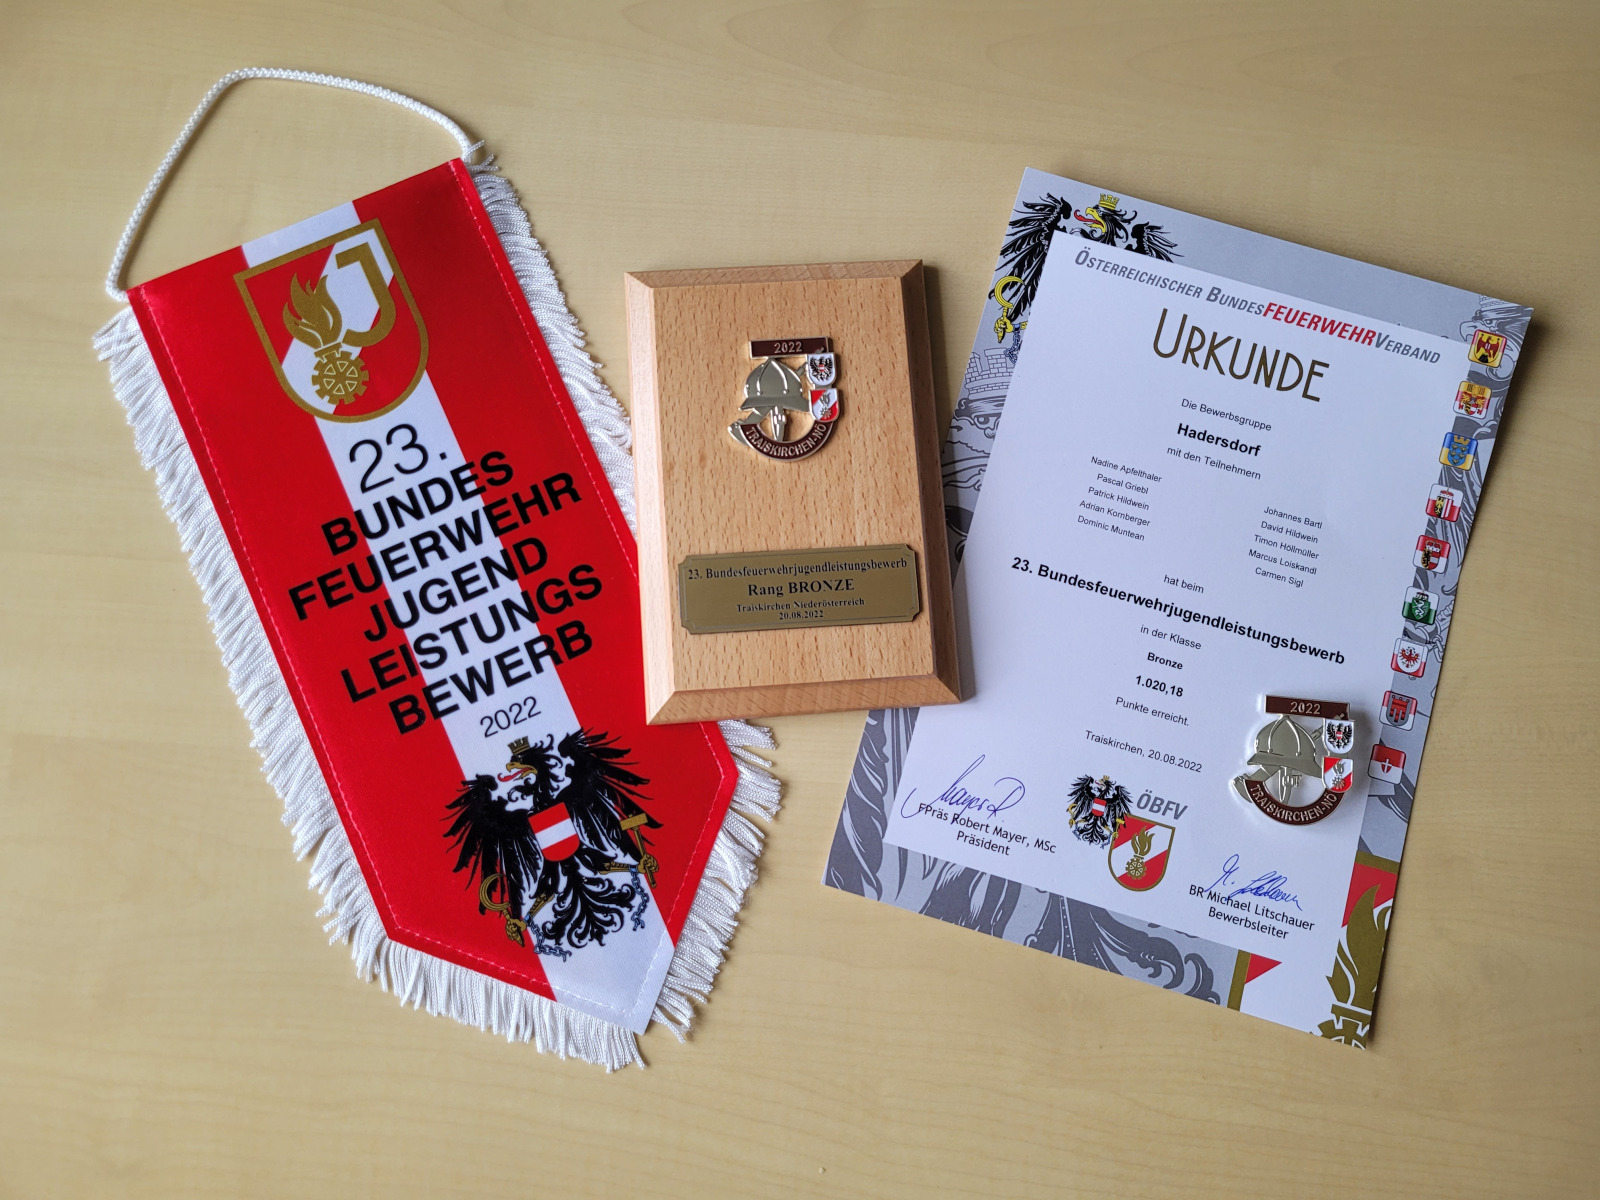 J
23.
BUNDES
FEUERWEHR
JUGEND
LEISTUNGS
BEWERB
2022
2022
TRAISKIRCHEN-NÖ
23. Bundesfeuerwehrjugendleistungsbewerb
Rang BRONZE
Traiskirchen Niederösterreich
20.08.2022
ÖSTERREICHISCHER BUNDESFEUERWEHRVERBAND
URKUNDE
Die Bewerbsgruppe
Hadersdorf
mit den Teilnehmern
Nadine Apfelthaler
Pascal Griebl
Patrick Hildwein
Adrian Kornberger
Dominic Muntean
Johannes Bartl
David Hildwein
Timon Höllmüller
Marcus Loiskandl
Carmen Sigl
hat beim
23. Bundesfeuerwehrjugendleistungsbewerb
in der Klasse
Bronze
1.020,18
Punkte erreicht.
Traiskirchen, 20.08.2022
FPräs Robert Mayer, MSc
Präsident
ÖBFV
BR Michael Litschauer
Bewerbsleiter
2022
TRAISKIRCHEN-NÖ